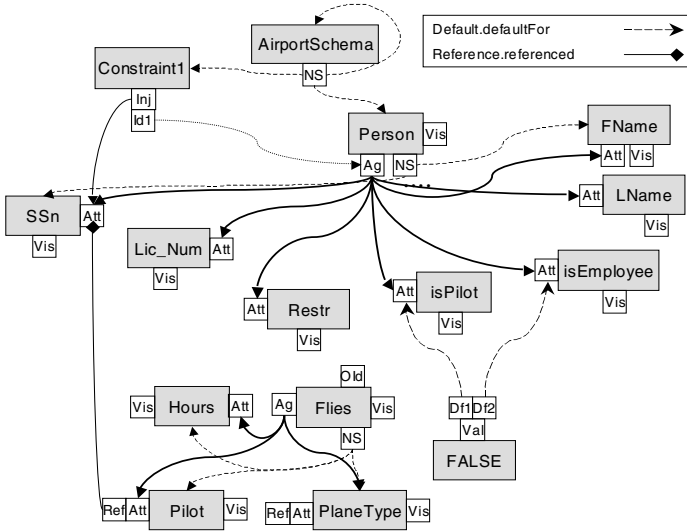 AirportSchema
NS
Default.defaultFor
Reference.referenced
Constraint1
Inj
Id1
Person
Vis
Ag
NS
....
FName
Att
Vis
SSn
Att
Vis
Att
LName
Vis
Lic_Num
Att
Vis
Att
isEmployee
Vis
Att
isPilot
Vis
Att
Restr
Vis
Old
Vis
Hours
Att
Ag
Flies
Vis
NS
Df1
Df2
Val
FALSE
Ref
Att
Pilot
Vis
Ref
Att
PlaneType
Vis